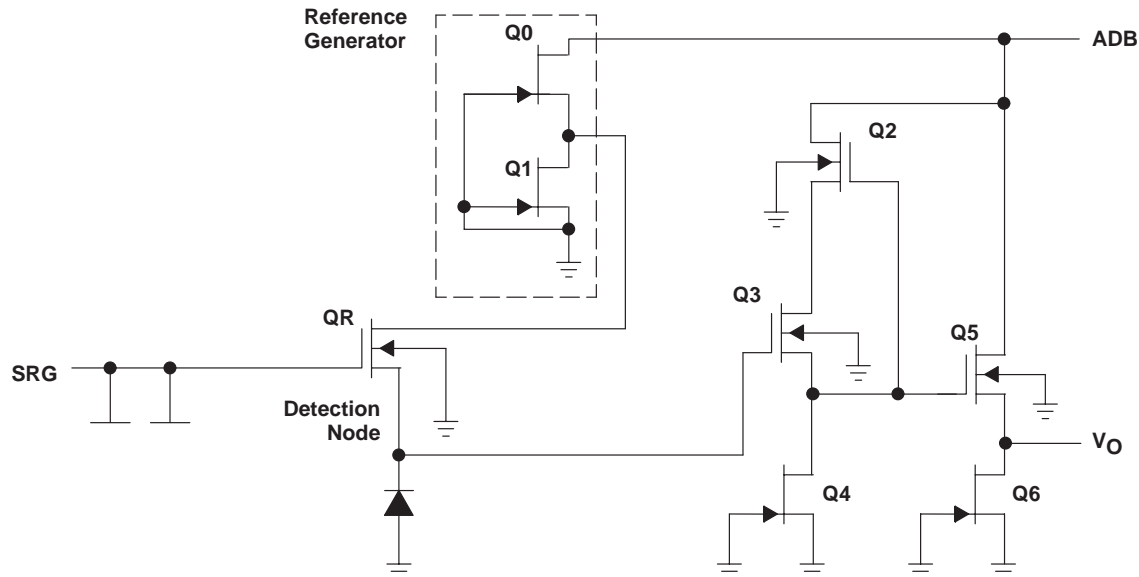 Reference
Generator
Q0
ADB
Q2
Q1
Q3
QR
Q5
SRG
Detection
Node
VO
Q4
Q6